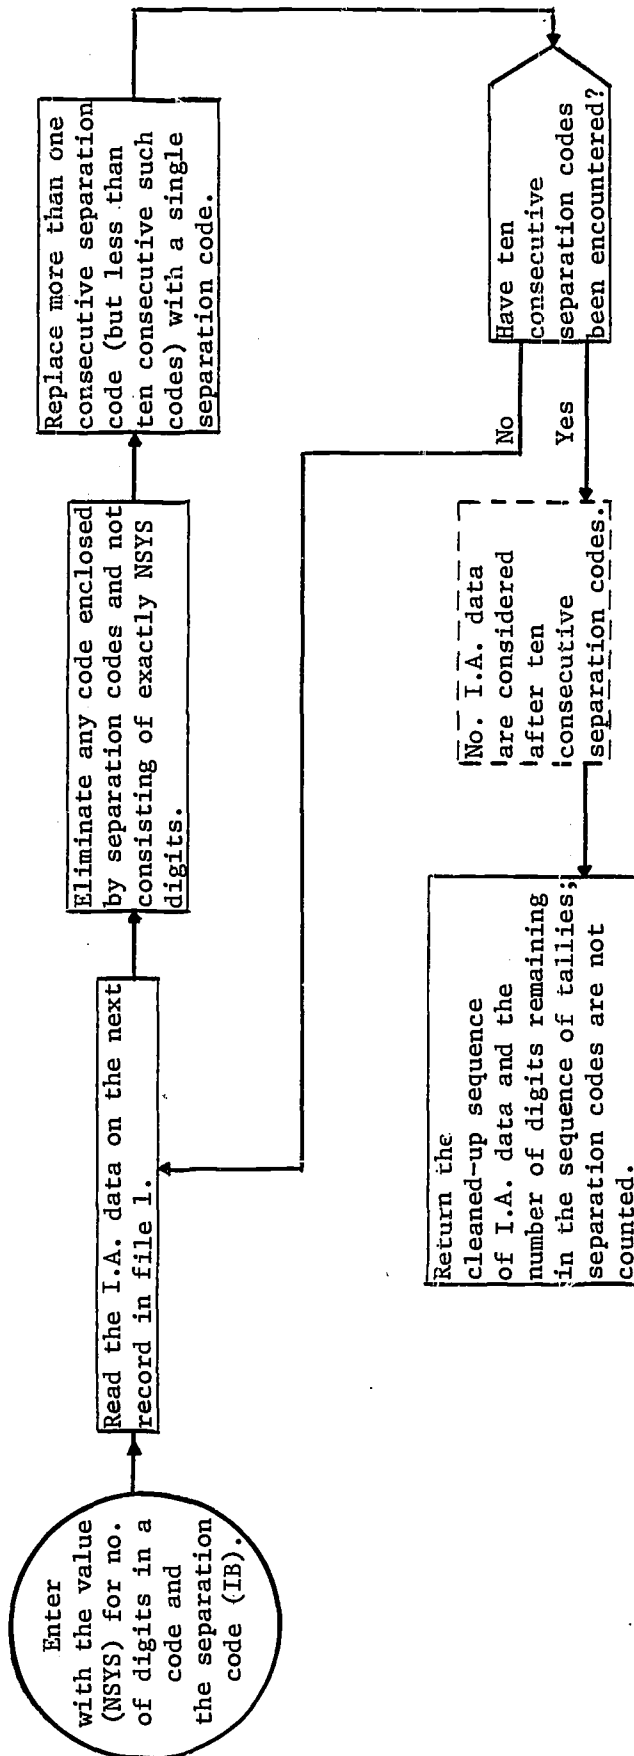 Enter
with the value
(NSYS) for no.
of digits in a
code and
the separation
code (IB).
Read the I.A. data on the next
record in file 1.
Eliminate any code enclosed
by separation codes and not
consisting of exactly NSYS
digits.
Replace more than one
consecutive separation
code (but less than
ten consecutive such
codes) with a single
separation code.
Have ten
consecutive
separation codes
been encountered?
No
Yes
No. I.A. data
are considered
after ten
consecutive
separation codes.
Return the
cleaned-up sequence
of I.A. data and the
number of digits remaining
in the sequence of tallies;
separation codes are not
counted.